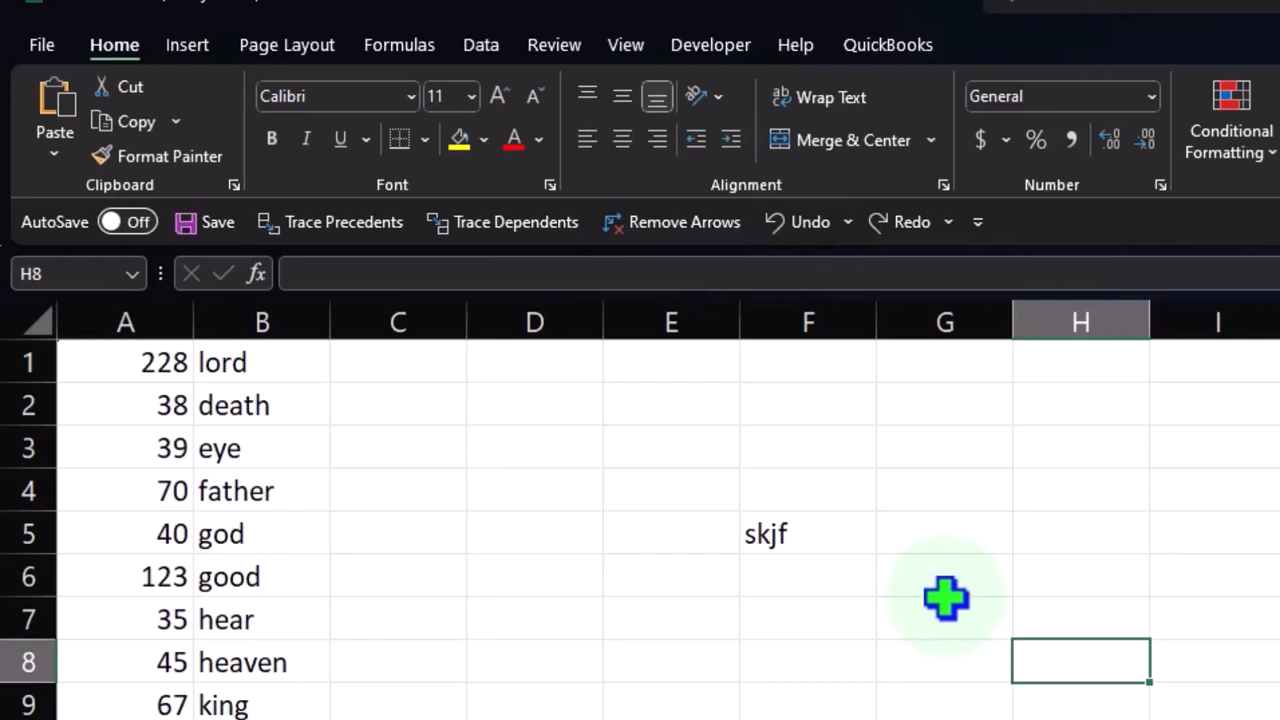 File Home Insert Page Layout Formulas Data Review View Developer Help QuickBooks
Paste
Cut
Copy
Format Painter
Clipboard
Calibri 11 A A
B I U A
Font
ab Wrap Text
Merge & Center
Alignment
General
$ % 9 .00
Number
Conditional
Formatting
AutoSave Off Save Trace Precedents Trace Dependents Remove Arrows Undo Redo
H8 fx
A B C D E F G H I
1 228 lord
2 38 death
3 39 eye
4 70 father
5 40 god skjf
6 123 good
7 35 hear
8 45 heaven
9 67 king